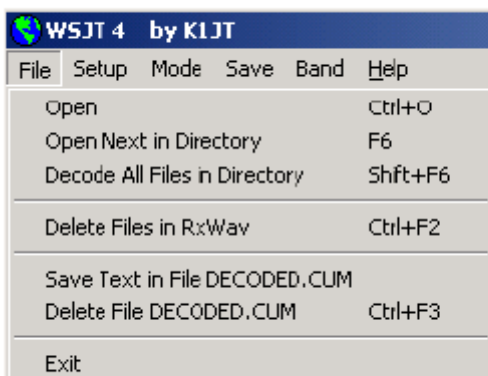 WSJT 4 by K1JT
File Setup Mode Save Band Help
Open Ctrl+O
Open Next in Directory F6
Decode All Files in Directory Shift+F6
Delete Files in RxWav Ctrl+F2
Save Text in File DECODED.CUM
Delete File DECODED.CUM Ctrl+F3
Exit